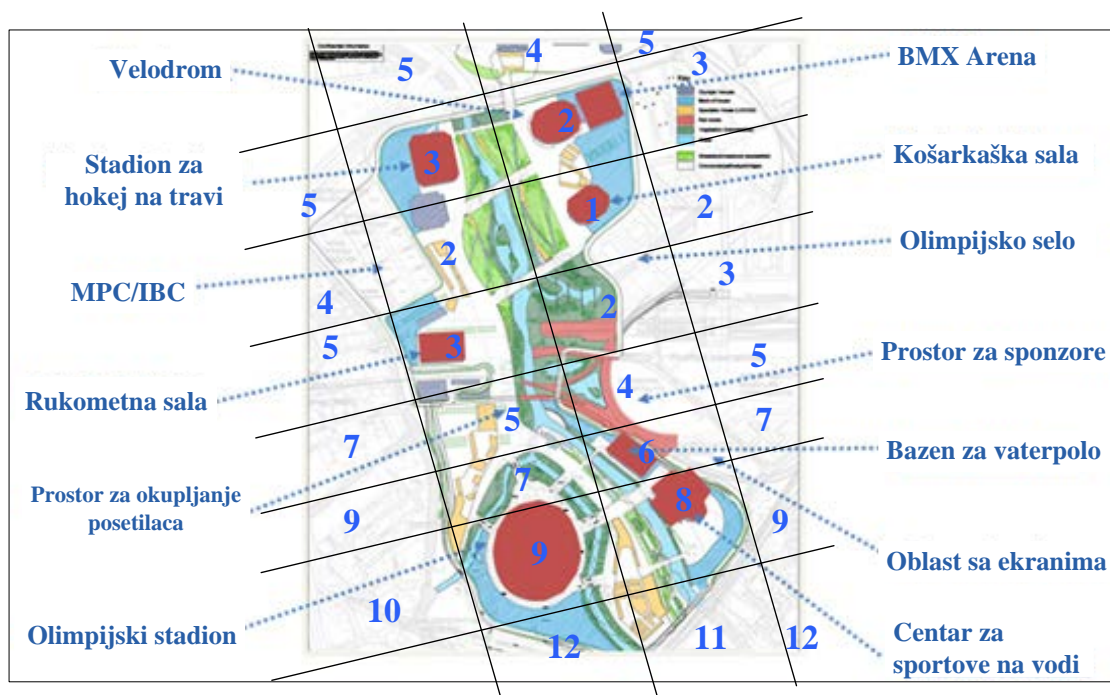 Velodrom
Stadion za
hokej na travi
MPC/IBC
Rukometna sala
Prostor za okupljanje
posetilaca
Olimpijski stadion
BMX Arena
Košarkaška sala
Olimpijsko selo
Prostor za sponzore
Bazen za vaterpolo
Oblast sa ekranima
Centar za
sportove na vodi
5 4 5 3
2
3
5 1 2
2 3
4 2
5 3 5
4
7 5 7
6
7
9 8 9
9
10
12 11 12